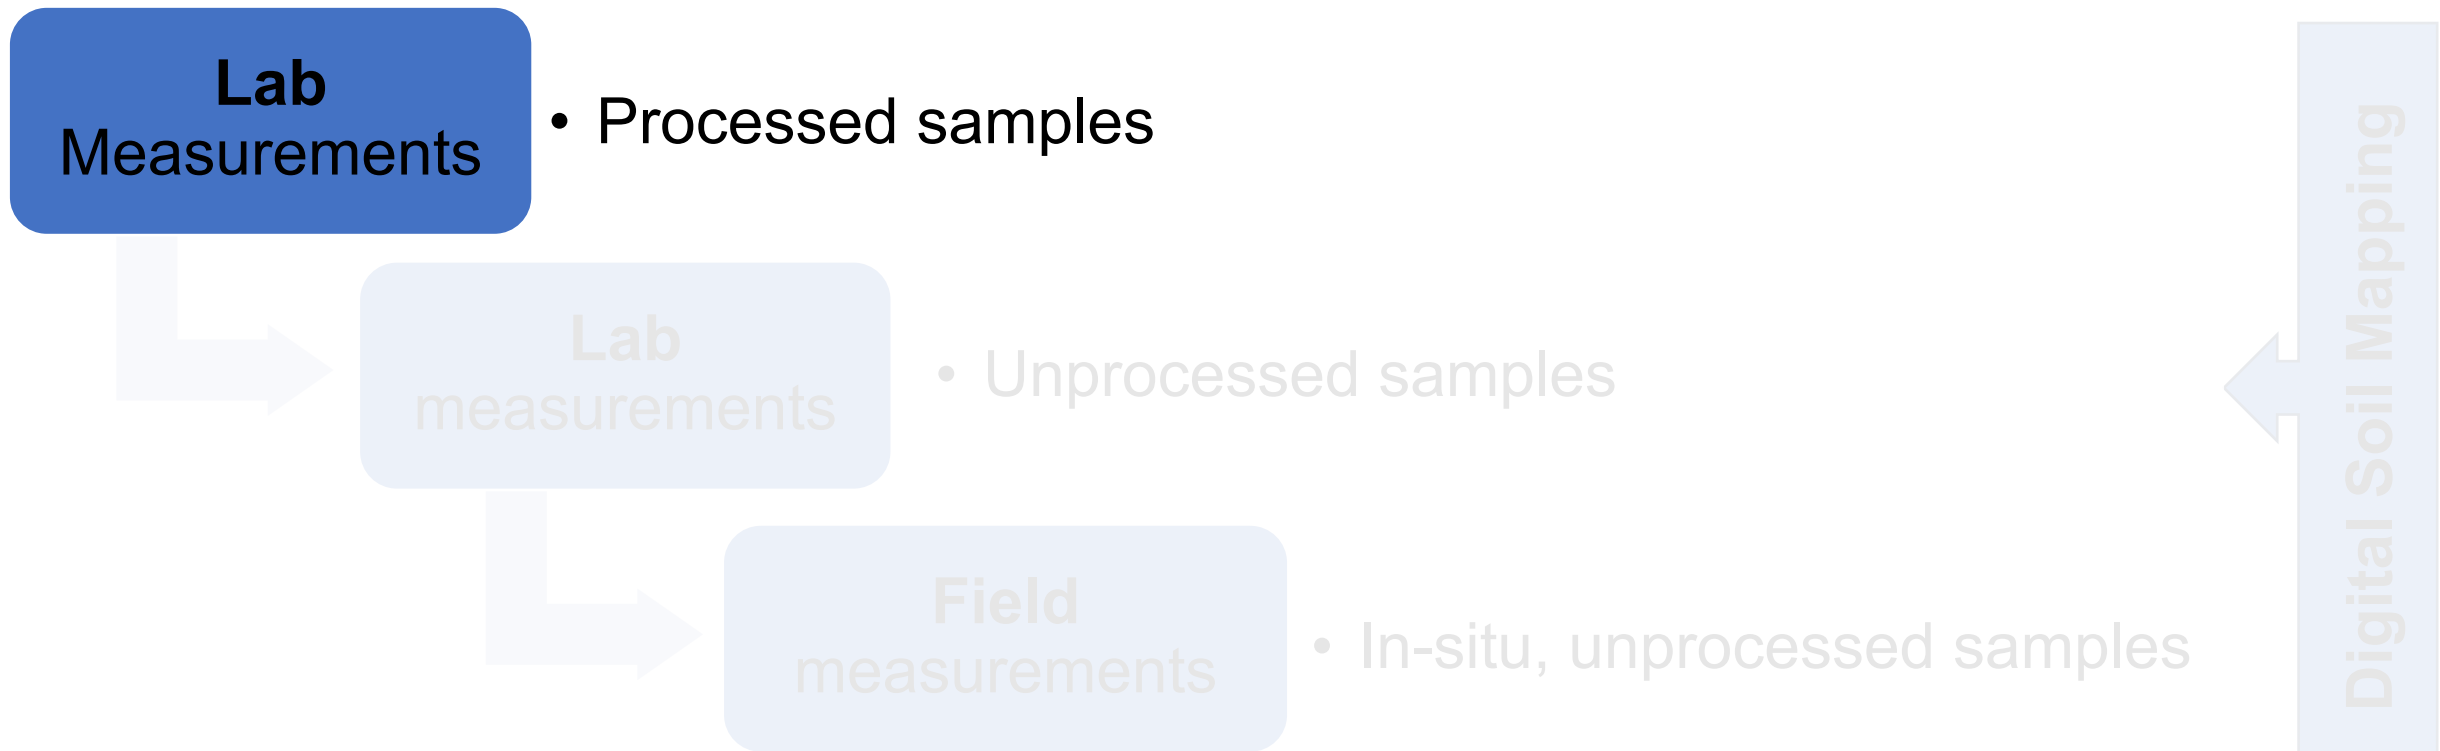 Lab
Measurements
• Processed samples
Lab
measurements
• Unprocessed samples
Field
measurements
• In-situ, unprocessed samples
Digital Soil Mapping